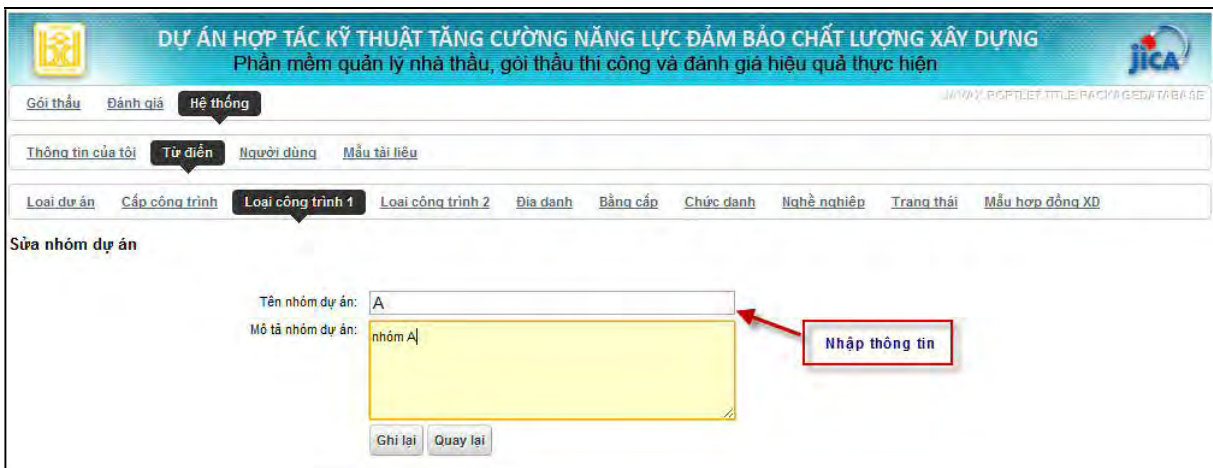 DỰ ÁN HỢP TÁC KỸ THUẬT TĂNG CƯỜNG NĂNG LỰC ĐẢM BẢO CHẤT LƯỢNG XÂY DỰNG
Phần mềm quản lý nhà thầu, gói thầu thi công và đánh giá hiệu quả thực hiện
jICA
Gói thầu Đánh giá Hệ thống
JAVAX.PORTLET.TITLE.PACKAGEDATABASE
Thông tin của tôi Từ điển Người dùng Mẫu tài liệu
Loại dự án Cấp công trình Loại công trình 1 Loại công trình 2 Địa danh Bằng cấp Chức danh Nghề nghiệp Trạng thái Mẫu hợp đồng XD
Sửa nhóm dự án
Tên nhóm dự án: A
Mô tả nhóm dự án: nhóm A
Nhập thông tin
Ghi lại Quay lại